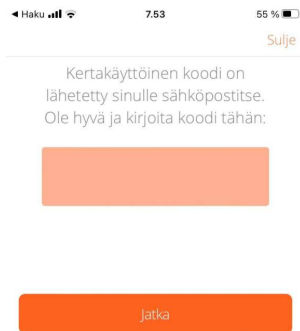 ◀ Haku
7.53
55 %
Sulje
Kertakäyttöinen koodi on
lähetetty sinulle sähköpostitse.
Ole hyvä ja kirjoita koodi tähän:
Jatka